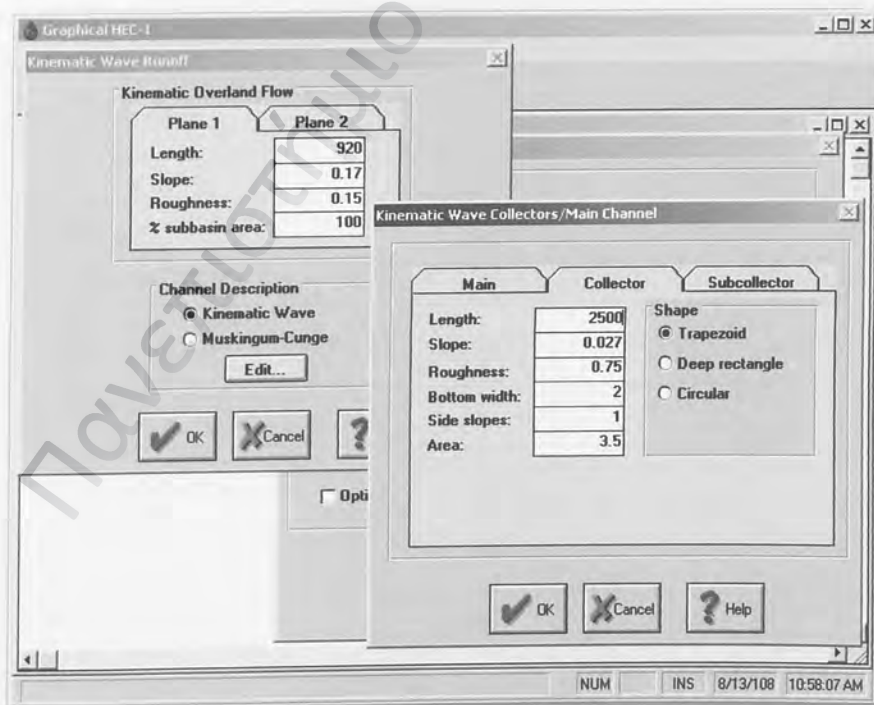 Graphical HEC-1
Kinematic Wave Runoff
Kinematic Overland Flow
Plane 1
Plane 2
Length: 920
Slope: 0.17
Roughness: 0.15
% subbasin area: 100
Channel Description
Kinematic Wave
Muskingum-Cunge
Edit...
OK
Cancel
?
Opti
Kinematic Wave Collectors/Main Channel
Main
Collector
Subcollector
Length: 2500
Slope: 0.027
Roughness: 0.75
Bottom width: 2
Side slopes: 1
Area: 3.5
Shape
Trapezoid
Deep rectangle
Circular
OK
Cancel
? Help
NUM
INS
8/13/108
10:58:07 AM
Πανεπιστήμιο